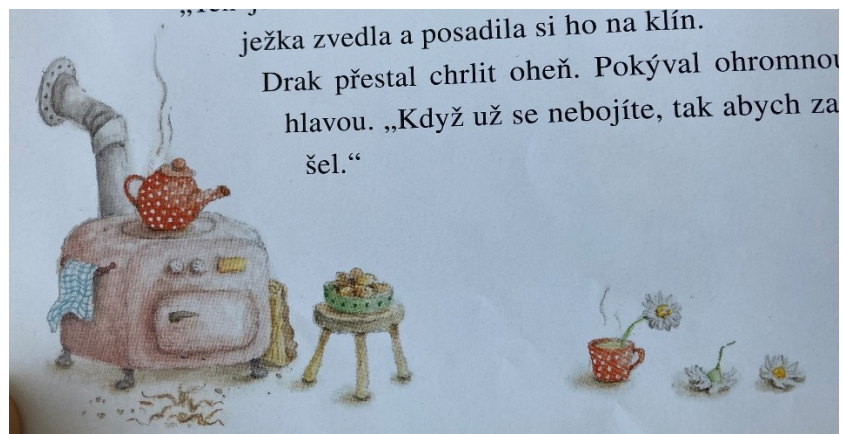 ježka zvedla a posadila si ho na klín.
Drak přestal chrlit oheň. Pokýval ohromnou
hlavou. „Když už se nebojíte, tak abych za
šel.“